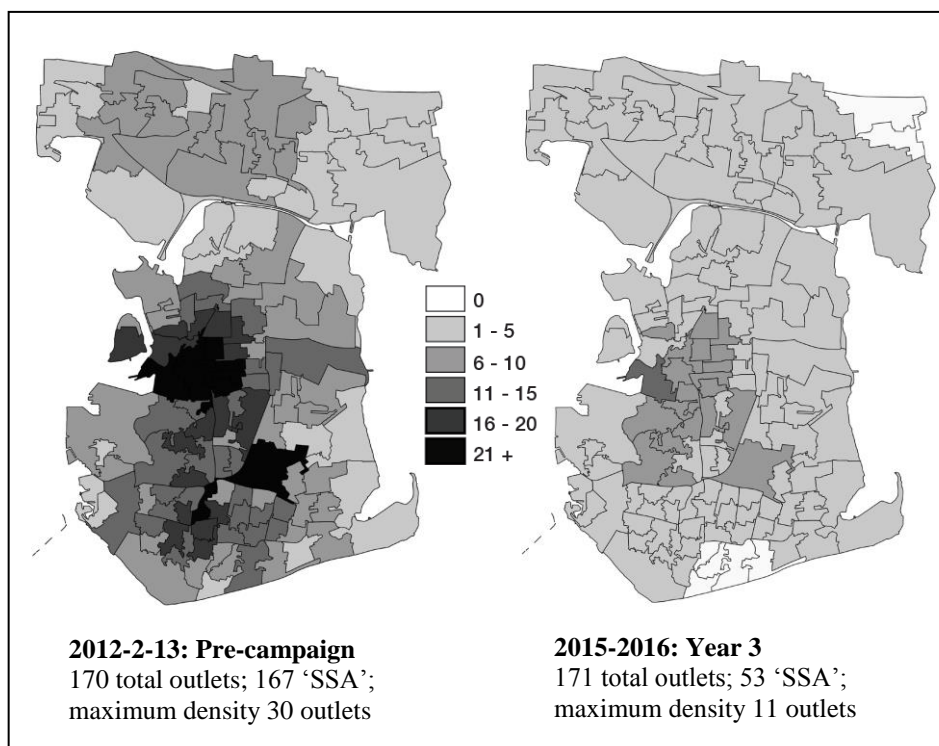 0
1 - 5
6 - 10
11 - 15
16 - 20
21 +
2012-2-13: Pre-campaign
170 total outlets; 167 ‘SSA’;
maximum density 30 outlets
2015-2016: Year 3
171 total outlets; 53 ‘SSA’;
maximum density 11 outlets